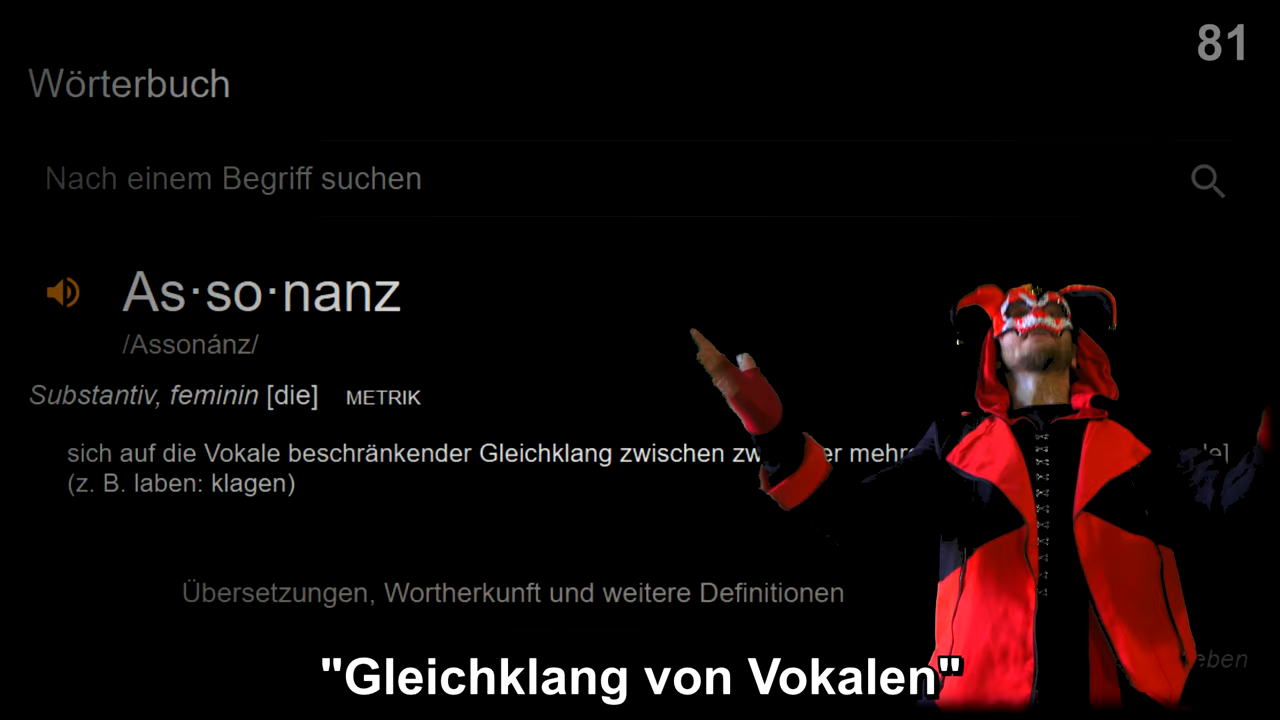 81
Wörterbuch
Nach einem Begriff suchen
As·so·nanz
/Assonánz/
Substantiv, feminin [die] METRIK
sich auf die Vokale beschränkender Gleichklang zwischen
(z. B. laben: klagen)
Übersetzungen, Wortherkunft und weitere Definitionen
"Gleichklang von Vokalen"